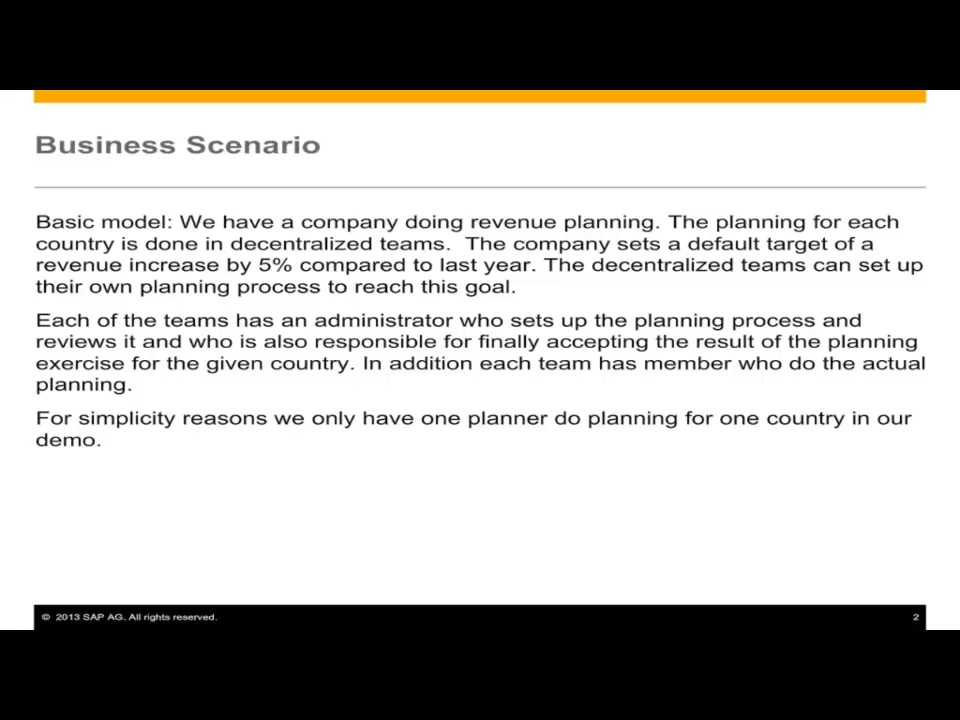 Business Scenario
Basic model: We have a company doing revenue planning. The planning for each
country is done in decentralized teams.  The company sets a default target of a
revenue increase by 5% compared to last year. The decentralized teams can set up
their own planning process to reach this goal.
Each of the teams has an administrator who sets up the planning process and
reviews it and who is also responsible for finally accepting the result of the planning
exercise for the given country. In addition each team has member who do the actual
planning.
For simplicity reasons we only have one planner do planning for one country in our
demo.
© 2013 SAP AG. All rights reserved.
2